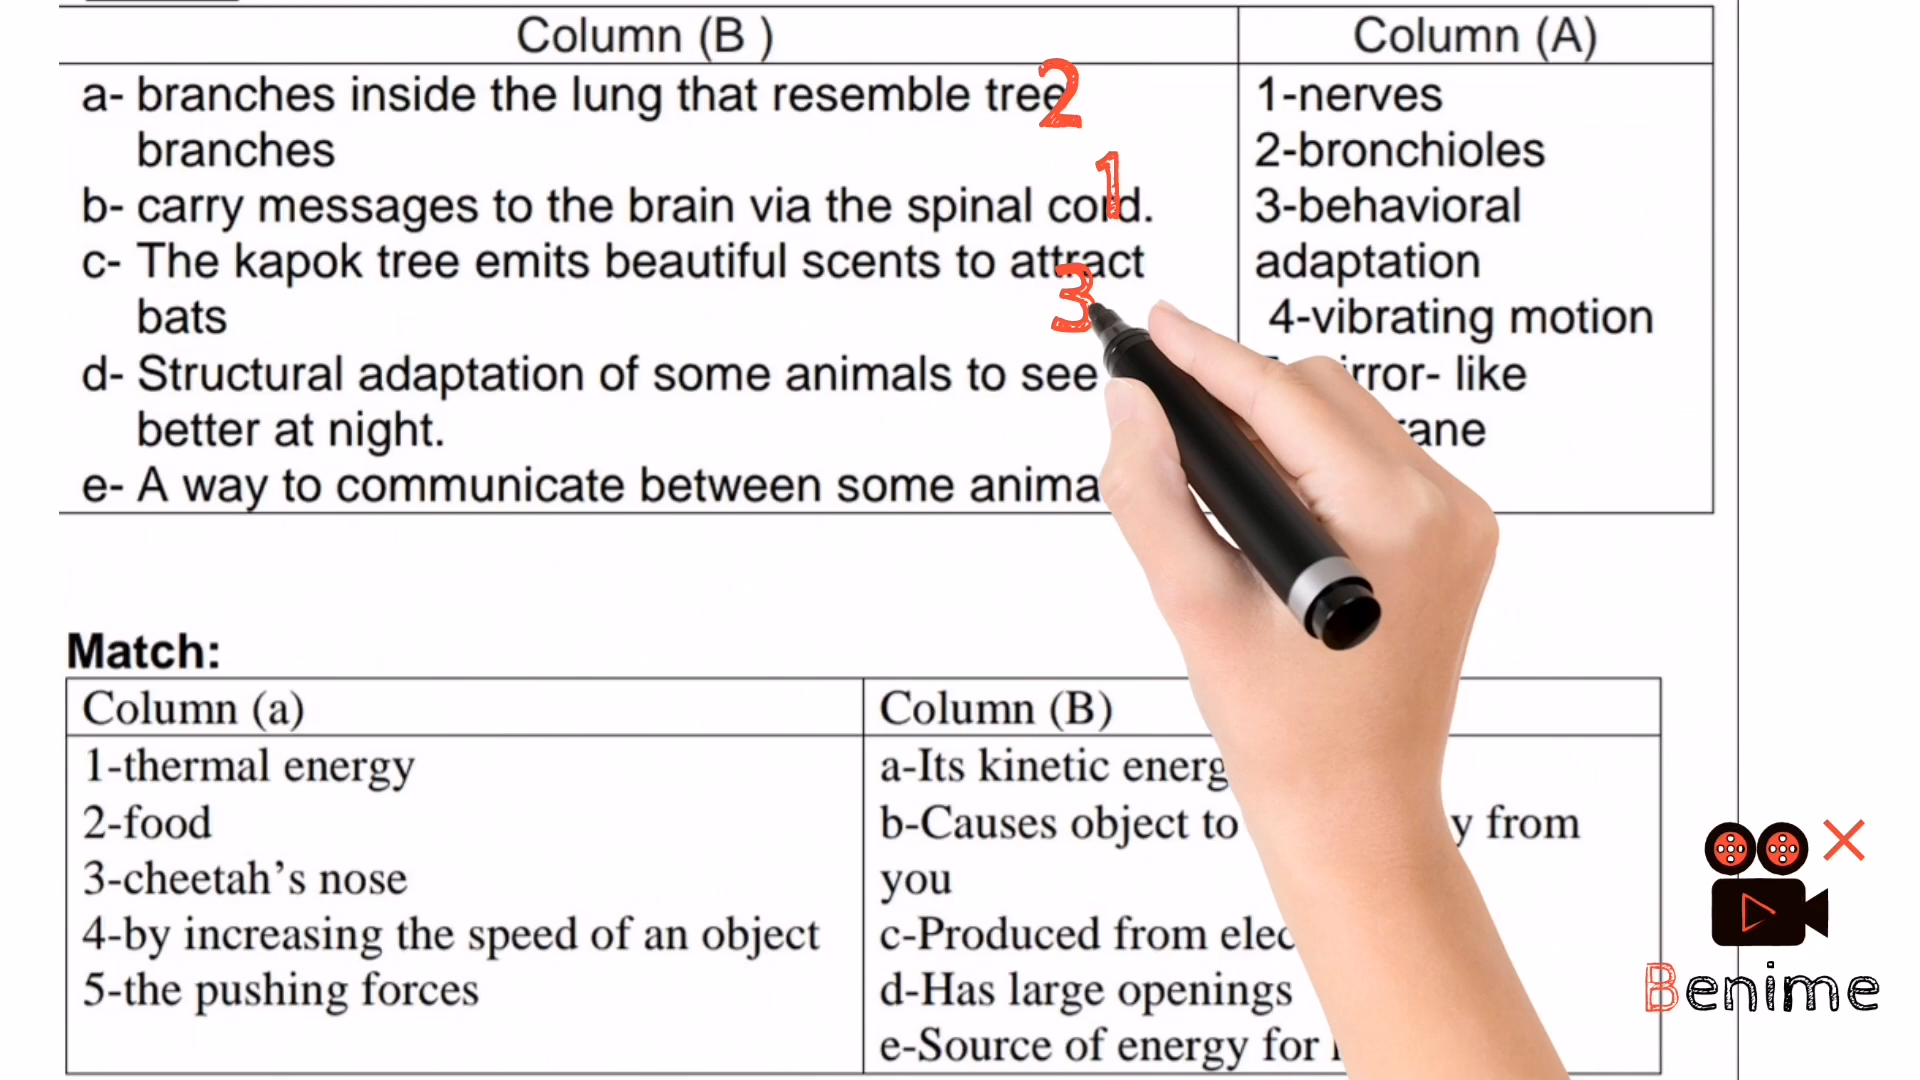 Column (B )
Column (A)
a- branches inside the lung that resemble tree
branches
2
b- carry messages to the brain via the spinal cord.
1
c- The kapok tree emits beautiful scents to attract
bats
3
d- Structural adaptation of some animals to see
better at night.
e- A way to communicate between some
1-nerves
2-bronchioles
3-behavioral
adaptation
4-vibrating motion
like
Match:
Column (a)
1-thermal energy
2-food
3-cheetah’s nose
4-by increasing the speed of an object
5-the pushing forces
Column (B)
a-Its kinetic
b-Causes object to from
you
c-Produced from
d-Has large openings
e-Source of energy for
Benime